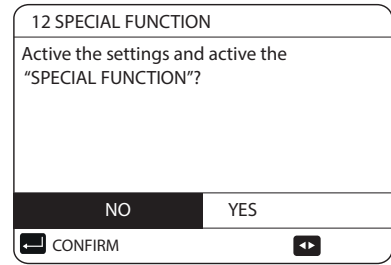 12 SPECIAL FUNCTION
Active the settings and active the
“SPECIAL FUNCTION”?
NO YES
CONFIRM